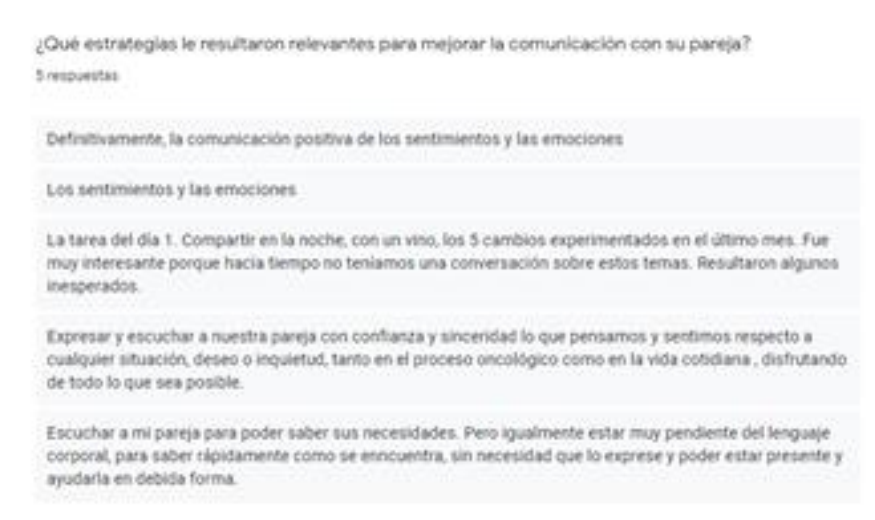 ¿Qué estrategias le resultaron relevantes para mejorar la comunicación con su pareja?
5 respuestas
Definitivamente, la comunicación positiva de los sentimientos y las emociones
Los sentimientos y las emociones
La tarea del día 1. Compartir en la noche, con un vino, los 5 cambios experimentados en el último mes. Fue
muy interesante porque hacía tiempo no teníamos una conversación sobre estos temas. Resultaron algunos
inesperados.
Expresar y escuchar a nuestra pareja con confianza y sinceridad lo que pensamos y sentimos respecto a
cualquier situación, deseo o inquietud, tanto en el proceso oncológico como en la vida cotidiana , disfrutando
de todo lo que sea posible.
Escuchar a mi pareja para poder saber sus necesidades. Pero igualmente estar muy pendiente del lenguaje
corporal, para saber rápidamente como se enncuentra, sin necesidad que lo exprese y poder estar presente y
ayudarla en debida forma.